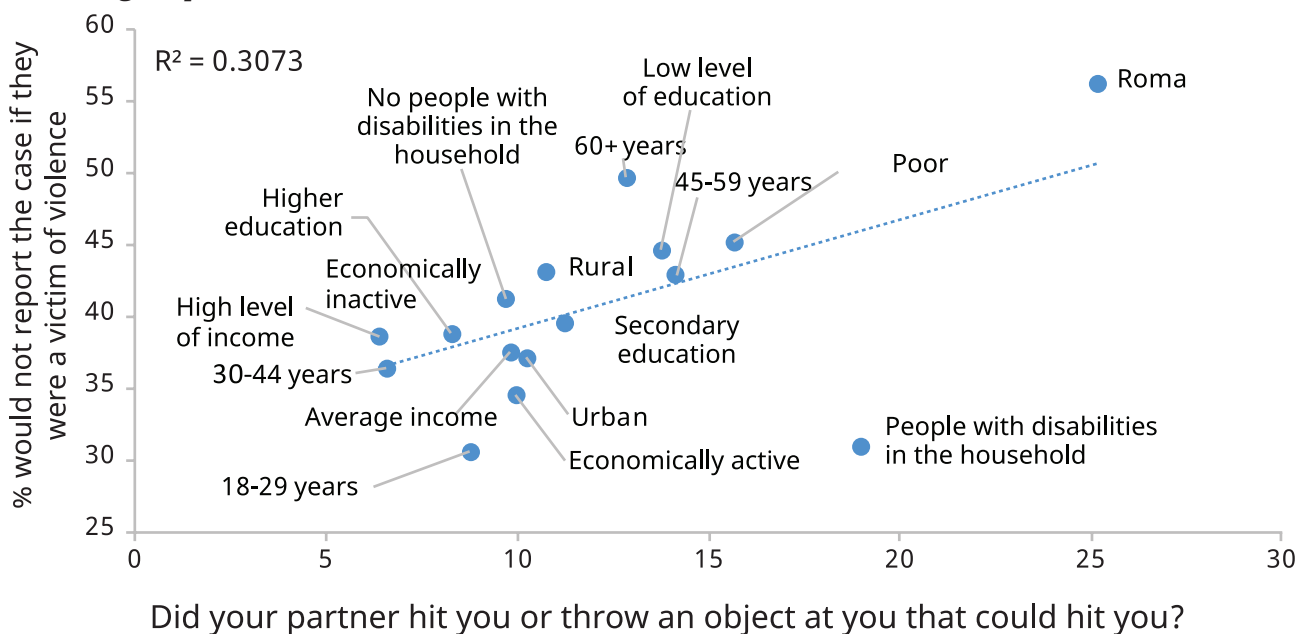 60
55
50
45
40
35
30
25
% would not report the case if they
were a victim of violence
R² = 0.3073
Low level
of education
Roma
No people with
disabilities in the
household
60+ years
Poor
45-59 years
Higher
education
Economically
inactive
Rural
High level
of income
Secondary
education
30-44 years
Average income
Urban
People with disabilities
in the household
Economically active
18-29 years
0
5
10
15
20
25
30
Did your partner hit you or throw an object at you that could hit you?